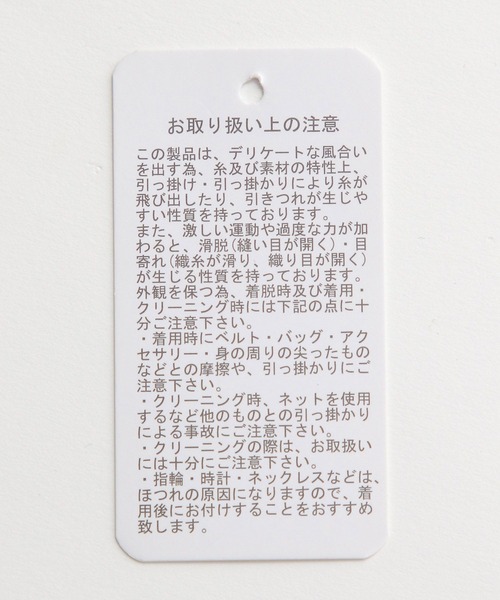 お取り扱い上の注意
この製品は、デリケートな風合い
を出す為、糸及び素材の特性上、
引っ掛け・引っ掛かりにより糸が
飛び出したり、引きつれが生じや
すい性質を持っております。
また、激しい運動や過度な力が加
わると、滑脱(縫い目が開く)・目
寄れ(織糸が滑り、織り目が開く)
が生じる性質を持っております。
外観を保つ為、着脱時及び着用・
クリーニング時には下記の点に十
分ご注意下さい。
・着用時にベルト・バッグ・アク
セサリー・身の周りの尖ったもの
などとの摩擦や、引っ掛かりにご
注意下さい。
・クリーニング時、ネットを使用
するなど他のものとの引っ掛かり
による事故にご注意下さい。
・クリーニングの際は、お取扱い
には十分にご注意下さい。
・指輪・時計・ネックレスなどは、
ほつれの原因になりますので、着
用後にお付けすることをおすすめ
致します。